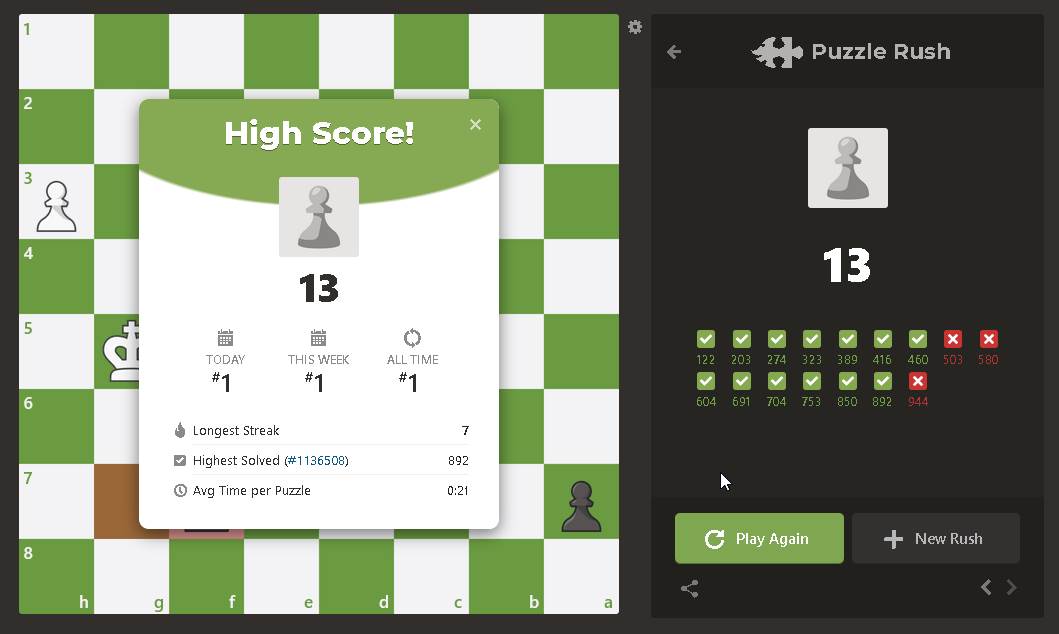 1
2
3
4
5
6
7
8
h
g
f
e
d
c
b
a
High Score!
×
13
TODAY
THIS WEEK
ALL TIME
#1
#1
#1
Longest Streak 7
Highest Solved (#1136508) 892
Avg Time per Puzzle 0:21
Puzzle Rush
13
122 203 274 323 389 416 460 503 580
604 691 704 753 850 892 944
Play Again
New Rush